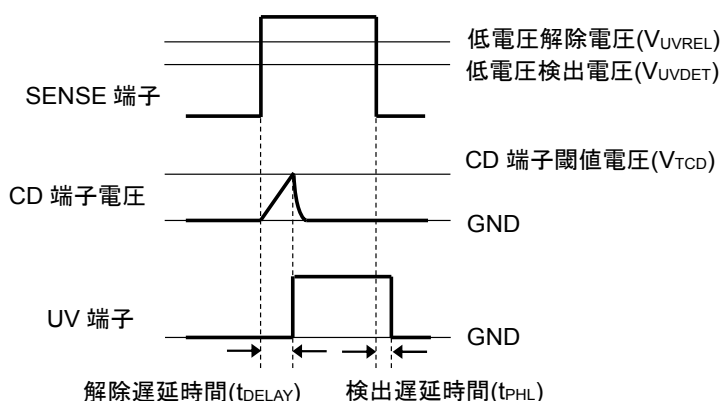 低電圧解除電圧(VUVREL)
低電圧検出電圧(VUVDET)
SENSE 端子
CD 端子閾値電圧(VTCD)
CD 端子電圧
GND
UV 端子
GND
解除遅延時間(tDELAY)
検出遅延時間(tPHL)